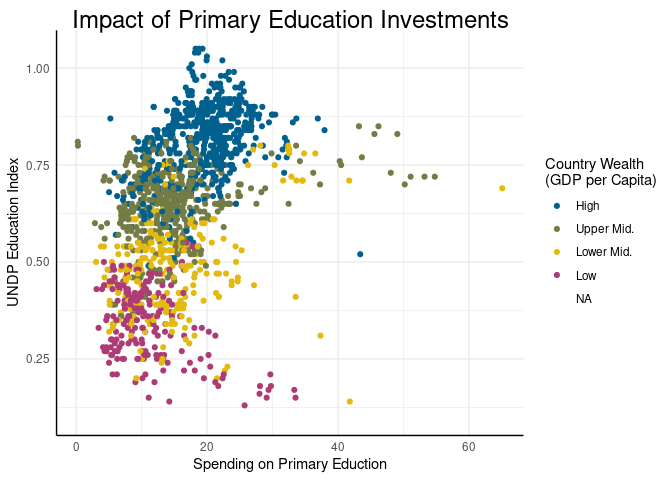 Impact of Primary Education Investments
1.00
0.75
0.50
0.25
UNDP Education Index
0
20
40
60
Spending on Primary Eduction
Country Wealth
(GDP per Capita)
High
Upper Mid.
Lower Mid.
Low
NA